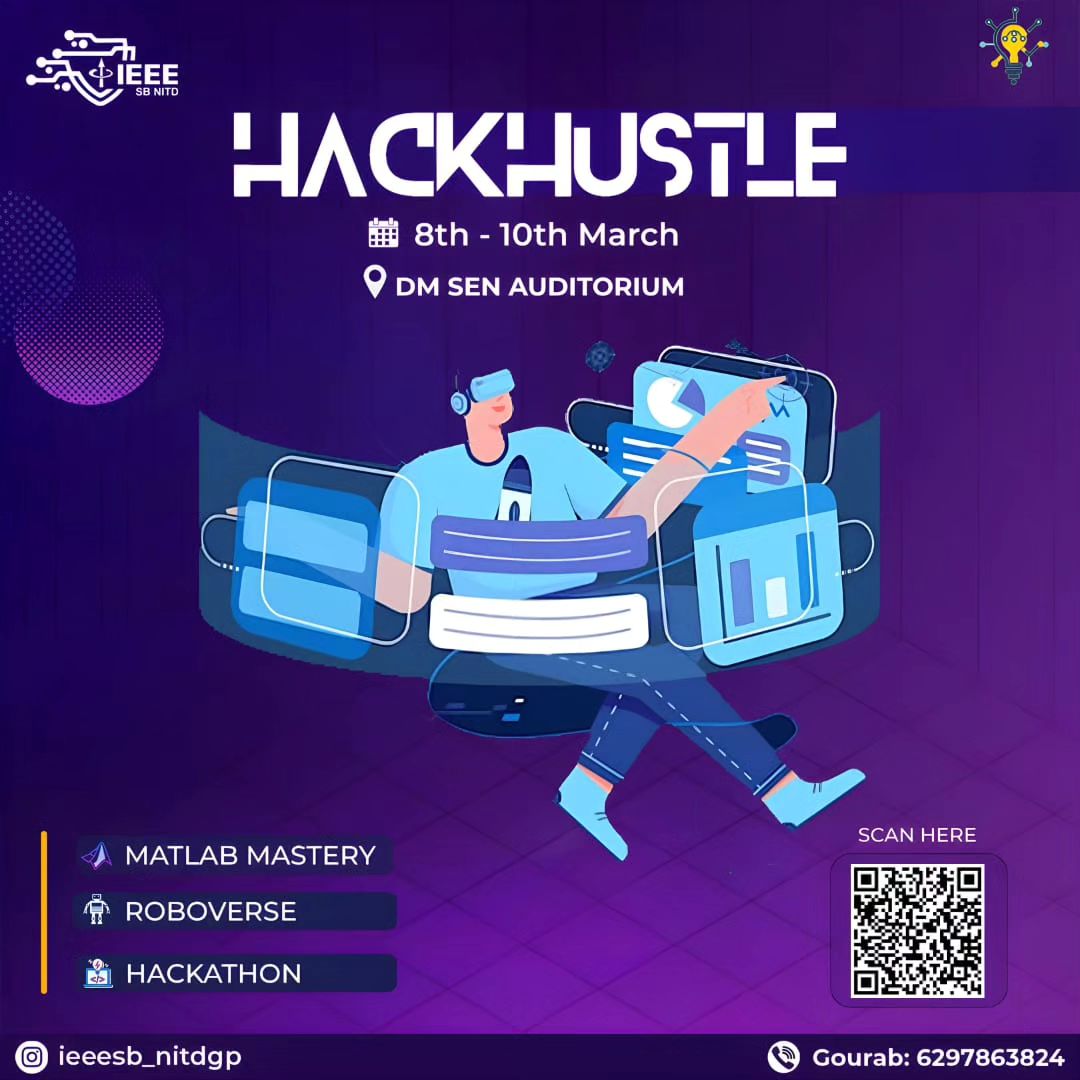 IEEE
SB NITD
HACKHUSTLE
8th - 10th March
DM SEN AUDITORIUM
MATLAB MASTERY
ROBOVERSE
HACKATHON
SCAN HERE
ieeesb_nitdgp
Gourab: 6297863824